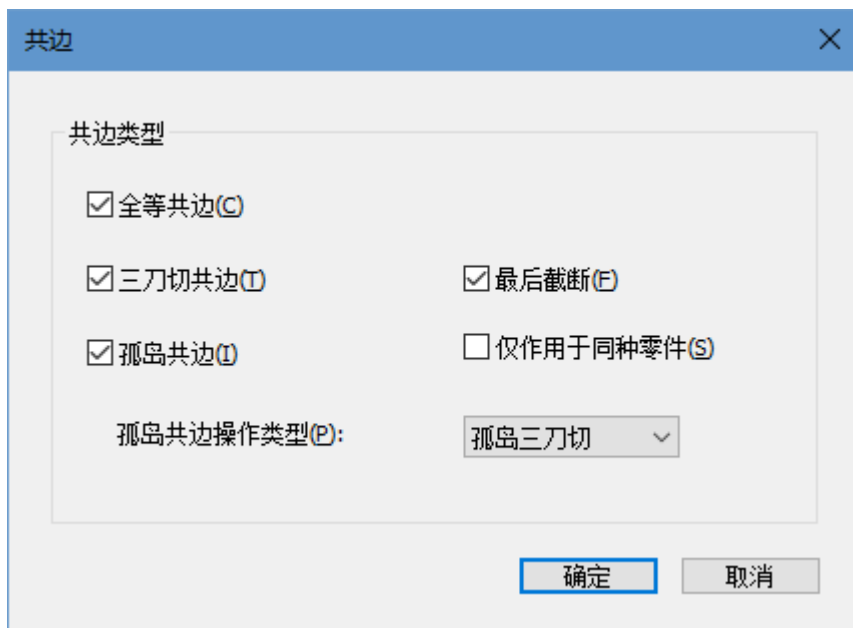 共边
共边类型
全等共边(C)
三刀切共边(T) 最后截断(F)
孤岛共边(I) 仅作用于同种零件(S)
孤岛共边操作类型(P): 孤岛三刀切
确定 取消